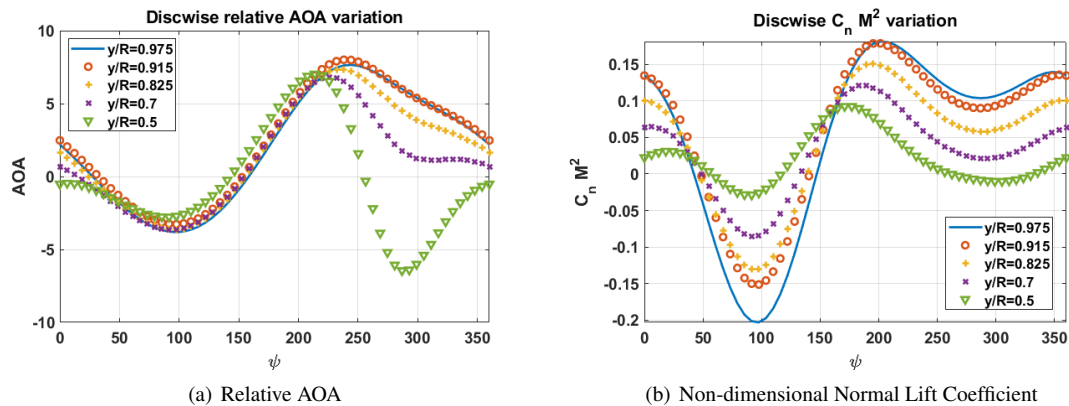 Discwise relative AOA variation
10
5
0
-5
-10
AOA
y/R=0.975
y/R=0.915
y/R=0.825
y/R=0.7
y/R=0.5
0 50 100 150 200 250 300 350
ψ
(a) Relative AOA
Discwise Cn M²  variation
0.15
0.1
0.05
0
-0.05
-0.1
-0.15
-0.2
Cn M²
y/R=0.975
y/R=0.915
y/R=0.825
y/R=0.7
y/R=0.5
0 50 100 150 200 250 300 350
ψ
(b) Non-dimensional Normal Lift Coefficient